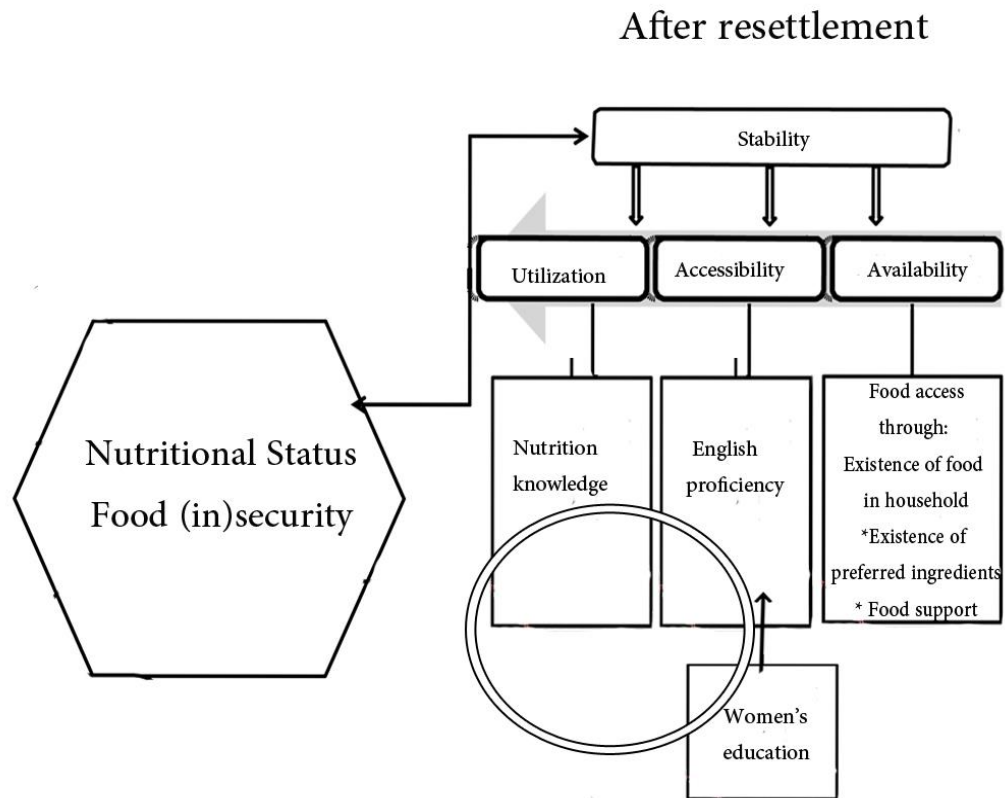 After resettlement
Stability
Utilization
Accessibility
Availability
Nutritional Status
Food (in)security
Nutrition
knowledge
English
proficiency
Food access
through:
Existence of food
in household
*Existence of
preferred ingredients
* Food support
Women’s
education